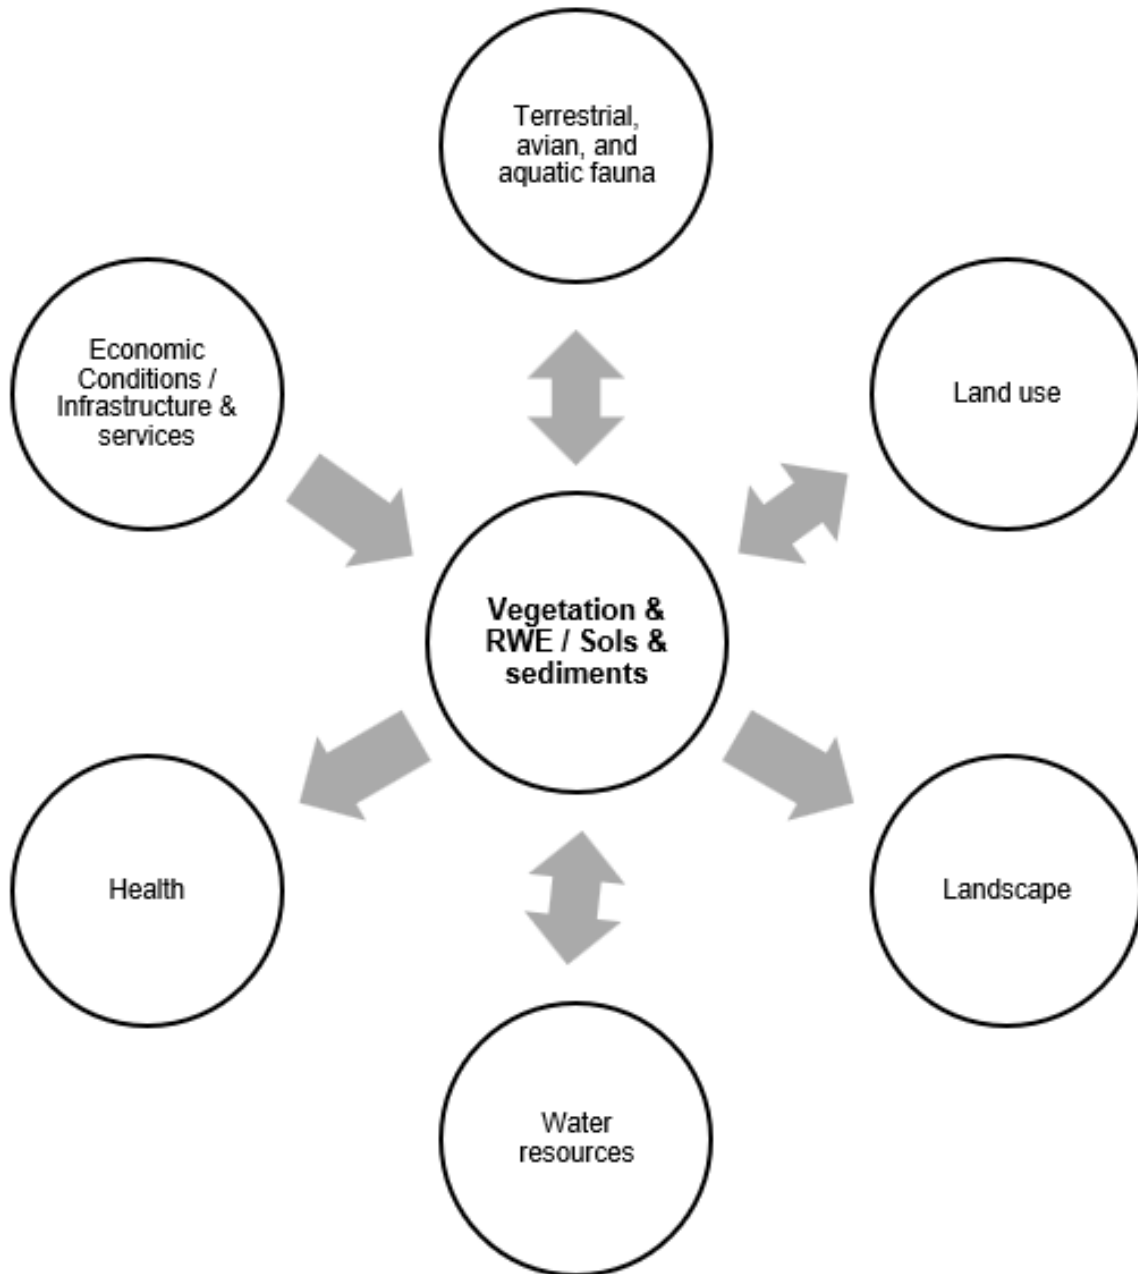 Terrestrial,
avian, and
aquatic fauna
Economic
Conditions /
Infrastructure &
services
Land use
Vegetation &
RWE / Sols &
sediments
Health
Landscape
Water
resources